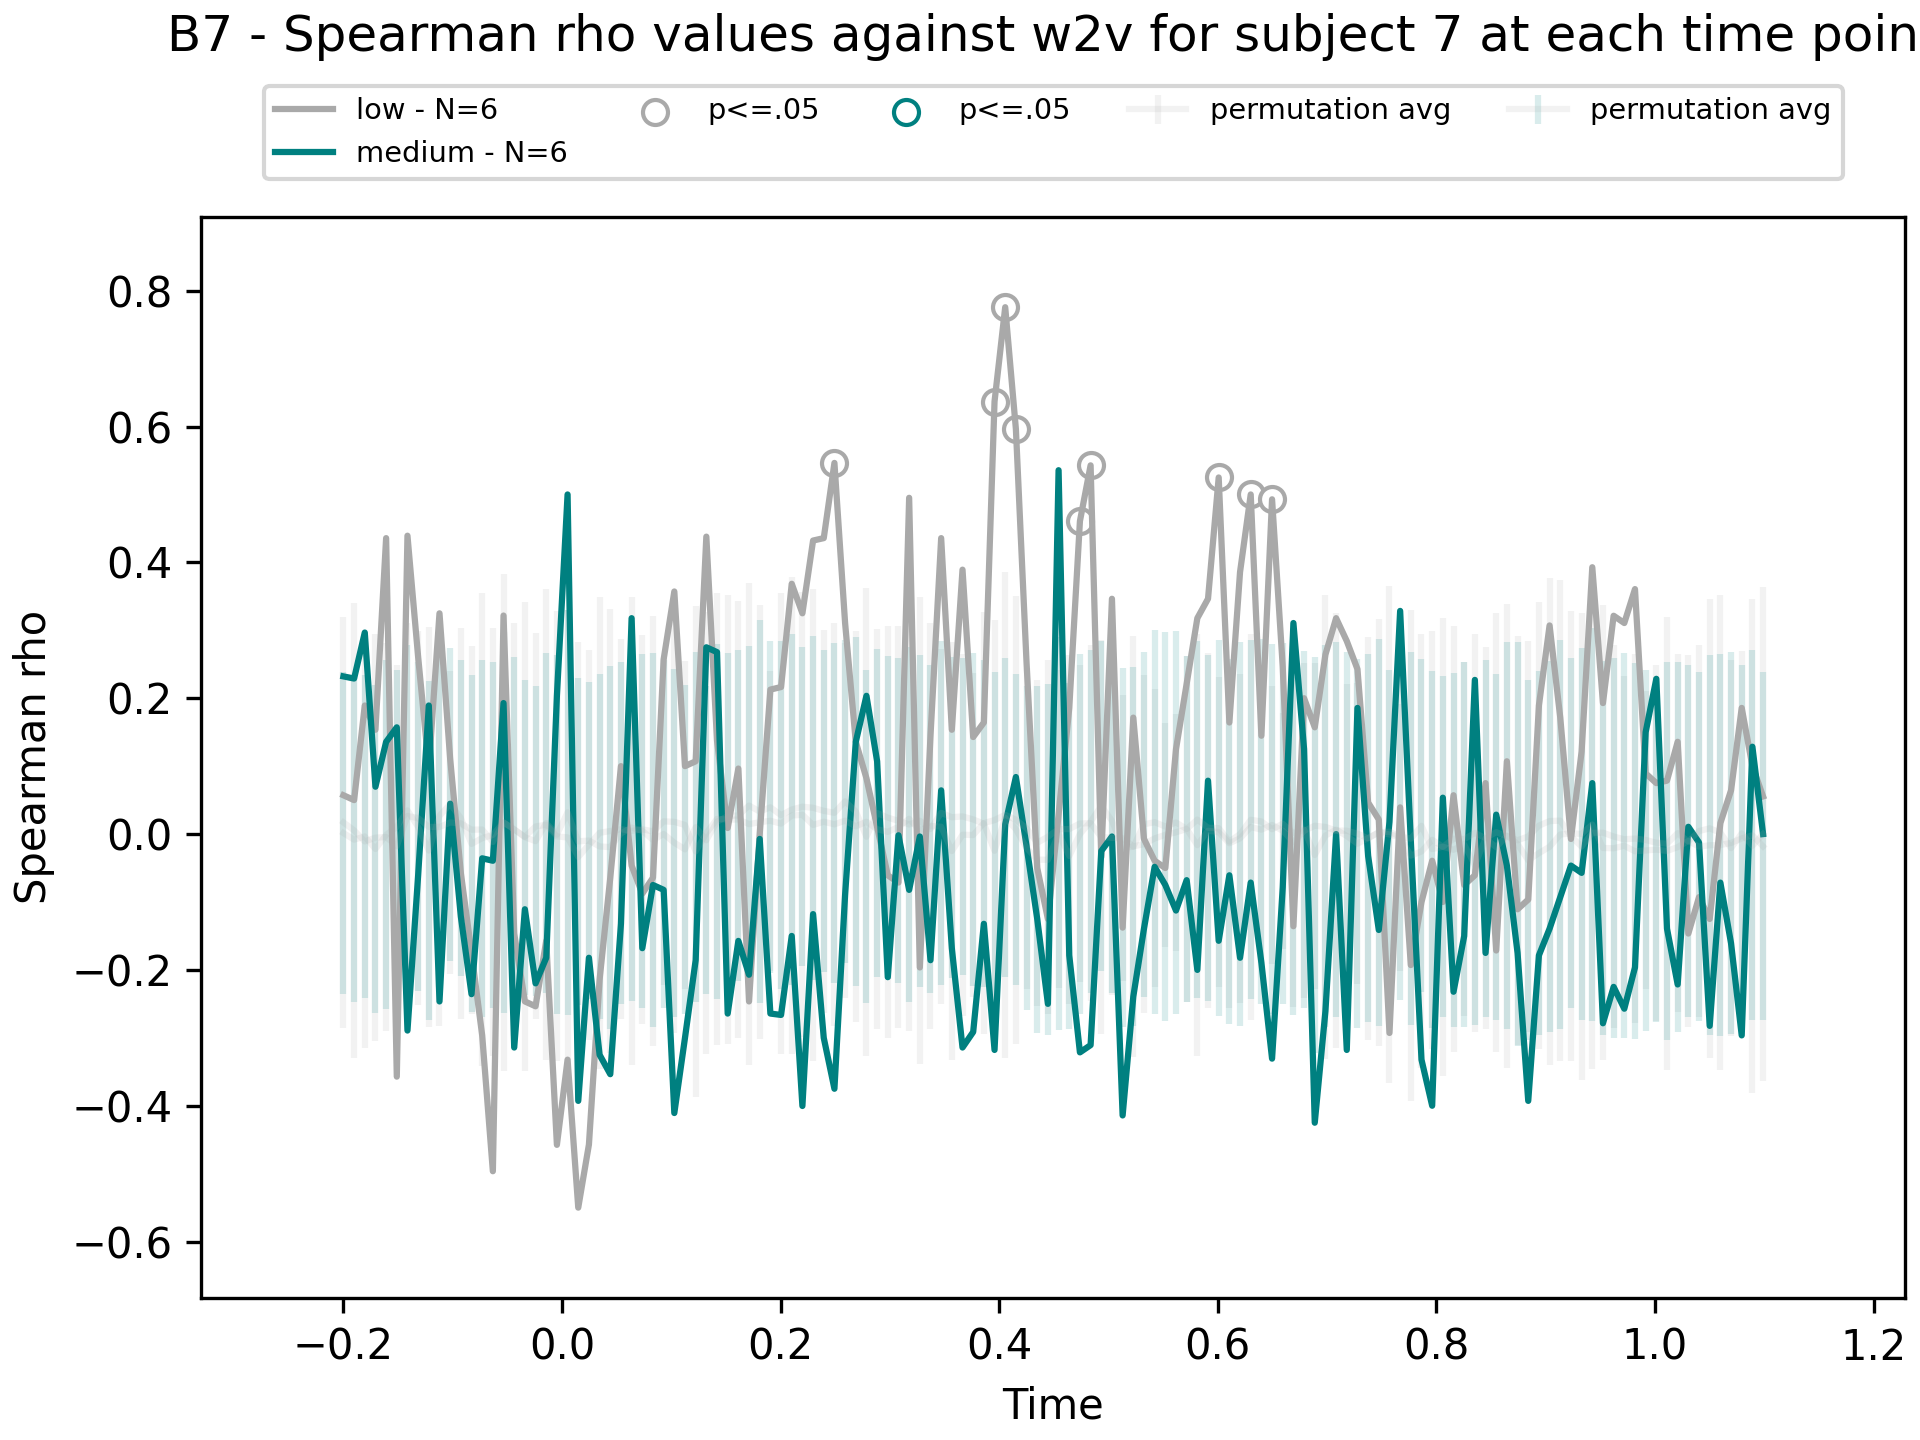 B7 - Spearman rho values against w2v for subject 7 at each time poin
low - N=6
medium - N=6
p<=.05
p<=.05
permutation avg
permutation avg
Spearman rho
0.8
0.6
0.4
0.2
0.0
−0.2
−0.4
−0.6
−0.2
0.0
0.2
0.4
0.6
0.8
1.0
1.2
Time